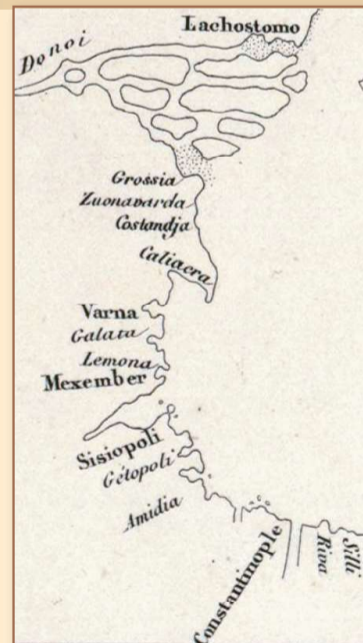 Lachostomo
Donoi
Grossia
Zuonavarda
Costandja
Caliacra
Varna
Galata
Lemona
Mexember
Sisiopoli
Gétopoli
Amidia
Constantinople
Riva
Silli